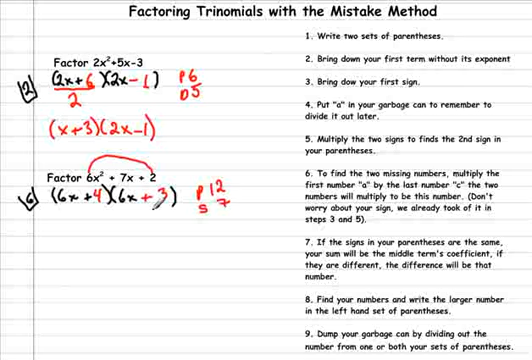 Factoring Trinomials with the Mistake Method
Factor 2x²+5x-3
2 (2x + 6)(2x - 1) P6
2 D5
(x + 3)(2x - 1)
Factor 6x² + 7x + 2
6 (6x + 4)(6x + 3) P12
S 7
1. Write two sets of parentheses.
2. Bring down your first term without its exponent
3. Bring dow your first sign.
4. Put "a" in your garbage can to remember to
divide it out later.
5. Multiply the two signs to finds the 2nd sign in
your parentheses.
6. To find the two missing numbers, multiply the
first number "a" by the last number "c" the two
numbers will multiply to be this number. (Don't
worry about your sign, we already took of it in
steps 3 and 5).
7. If the signs in your parentheses are the same,
your sum will be the middle term's coefficient, if
they are different, the difference will be that
number.
8. Find your numbers and write the larger number
in the left hand set of parentheses.
9. Dump your garbage can by dividing out the
number from one or both your sets of parentheses.